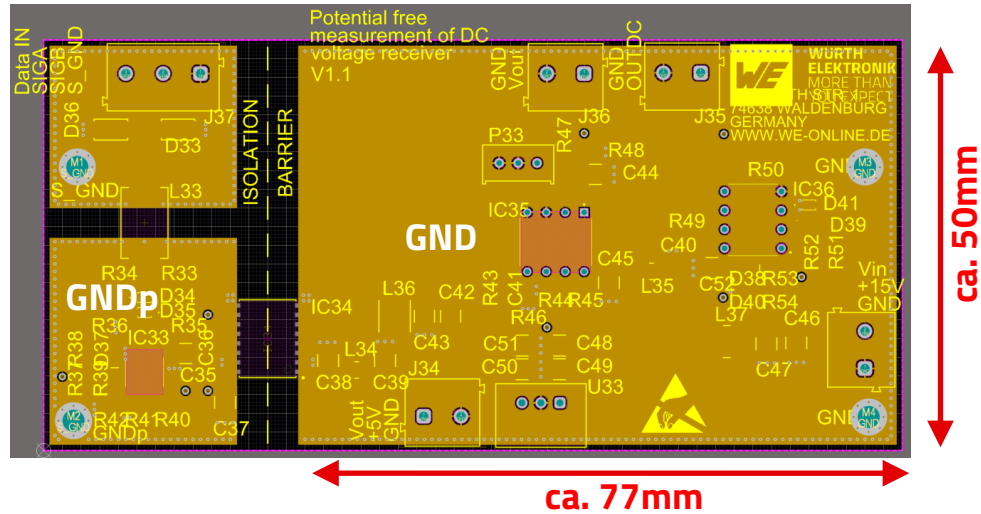 Potential free
measurement of DC
voltage receiver
V1.1
Data IN
SIGA
SIGB
S_GND
D36
J37
D33
M1
GND
S_GND
L33
ISOLATION
BARRIER
GND
Vout
J36
GND
OUTDC
J35
WE
WÜRTH
ELEKTRONIK
MORE THAN
YOU EXPECT
74638 WALDENBURG
GERMANY
WWW.WE-ONLINE.DE
P33
R47
R48
C44
GND
M3
GND
R50
IC36
D41
D39
R49
IC35
GND
C40
R52
R51
C45
L35
D38
R53
D40
R54
Vin
+15V
GND
L37
C46
C47
R34
R33
GNDp
D34
D35
R36
R35
IC33
R38
D37
C36
R37
R39
C35
M2
GND
R42
R41
R40
GNDp
C37
IC34
L36
C42
R43
C41
R44
R45
R46
C43
C51
C48
L34
C50
C49
C38
C39
J34
U33
Vout
+5V
GND
GND
M4
GND
ca. 50mm
ca. 77mm